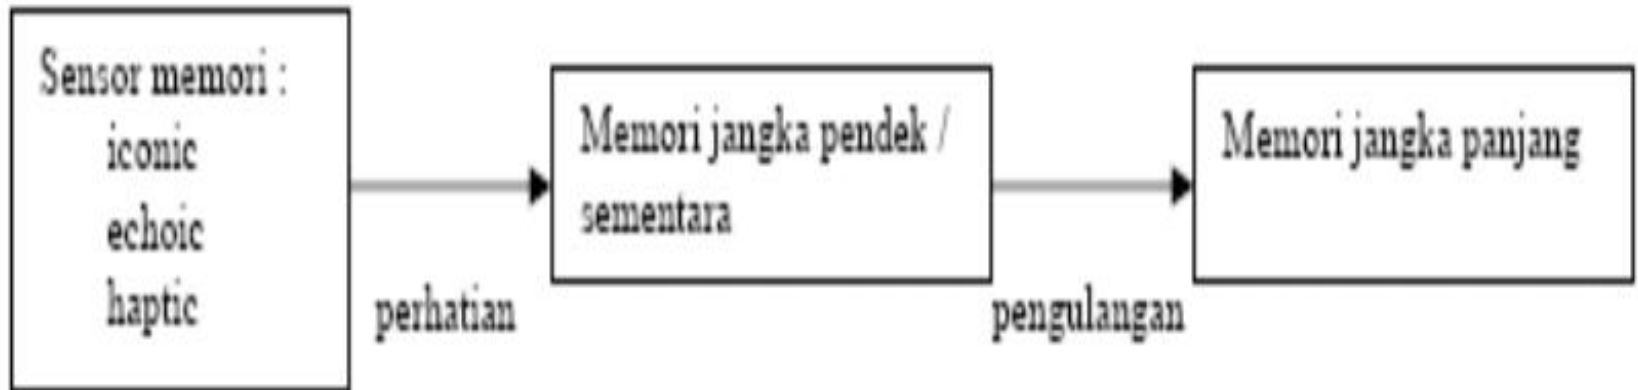 Sensor memori :
iconic
echoic
haptic
perhatian
Memori jangka pendek /
sementara
pengulangan
Memori jangka panjang